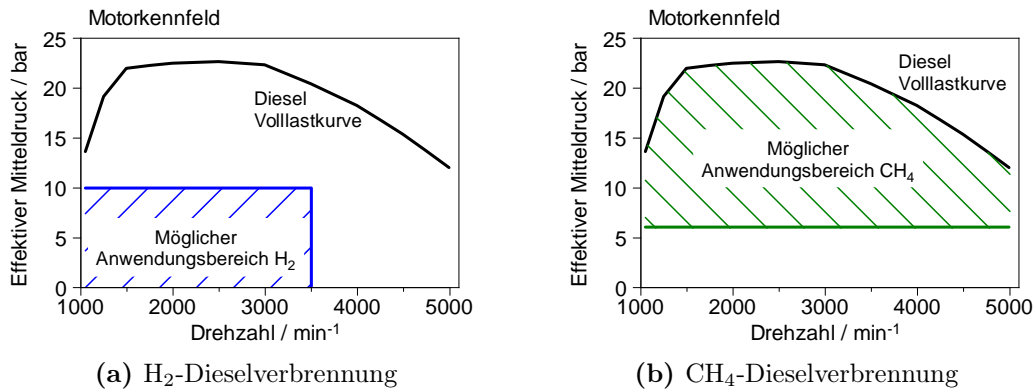 Motorkennfeld
25
20
15
10
5
0
Effektiver Mitteldruck / bar
Diesel
Volllastkurve
Möglicher
Anwendungsbereich H₂
1000
2000
3000
4000
5000
Drehzahl / min⁻¹
(a) H₂-Dieselverbrennung
Motorkennfeld
25
20
15
10
5
0
Effektiver Mitteldruck / bar
Diesel
Volllastkurve
Möglicher
Anwendungsbereich CH₄
1000
2000
3000
4000
5000
Drehzahl / min⁻¹
(b) CH₄-Dieselverbrennung